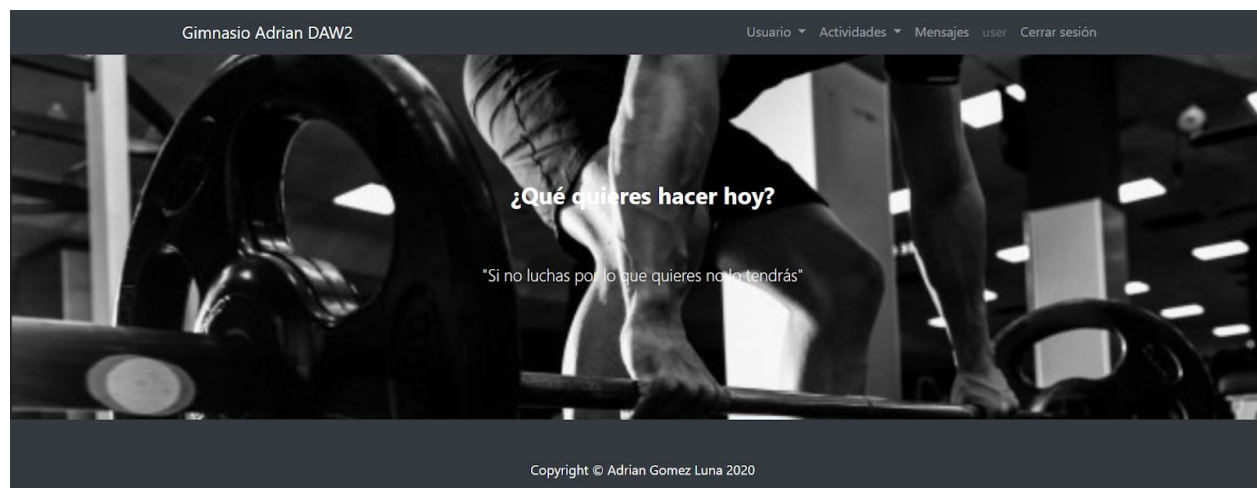 Gimnasio Adrian DAW2
Usuario Actividades Mensajes user Cerrar sesión
¿Qué quieres hacer hoy?
"Si no luchas por lo que quieres no lo tendrás"
Copyright © Adrian Gomez Luna 2020